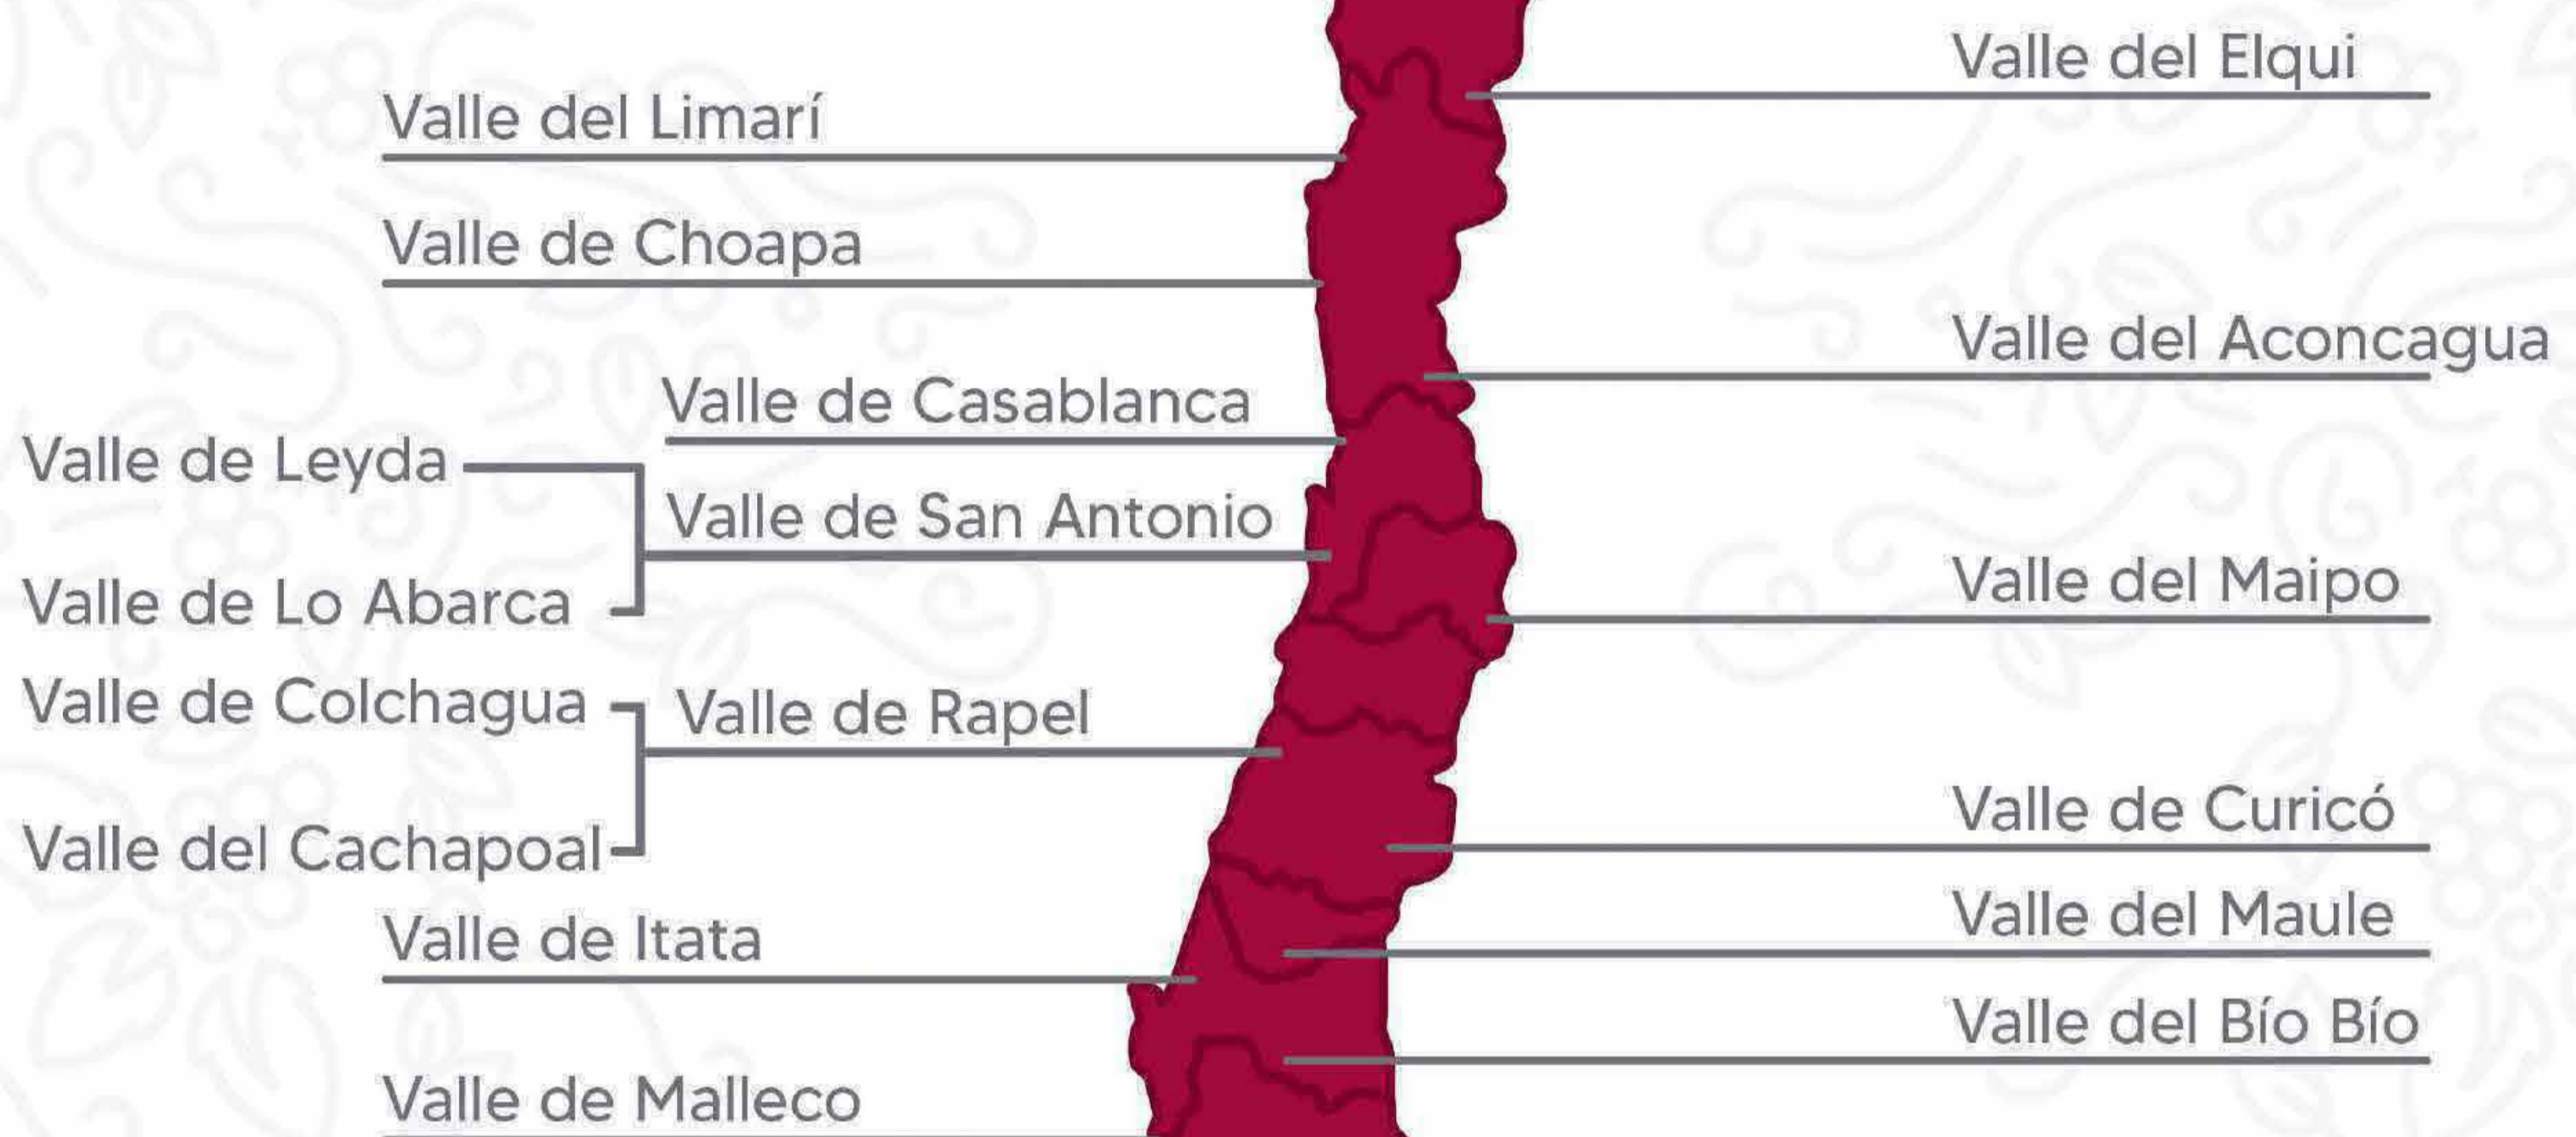 Valle del Elqui
Valle del Limarí
Valle de Choapa
Valle del Aconcagua
Valle de Casablanca
Valle de Leyda
Valle de San Antonio
Valle de Lo Abarca
Valle del Maipo
Valle de Colchagua
Valle de Rapel
Valle de Curicó
Valle del Cachapoal
Valle del Maule
Valle de Itata
Valle del Bío Bío
Valle de Malleco